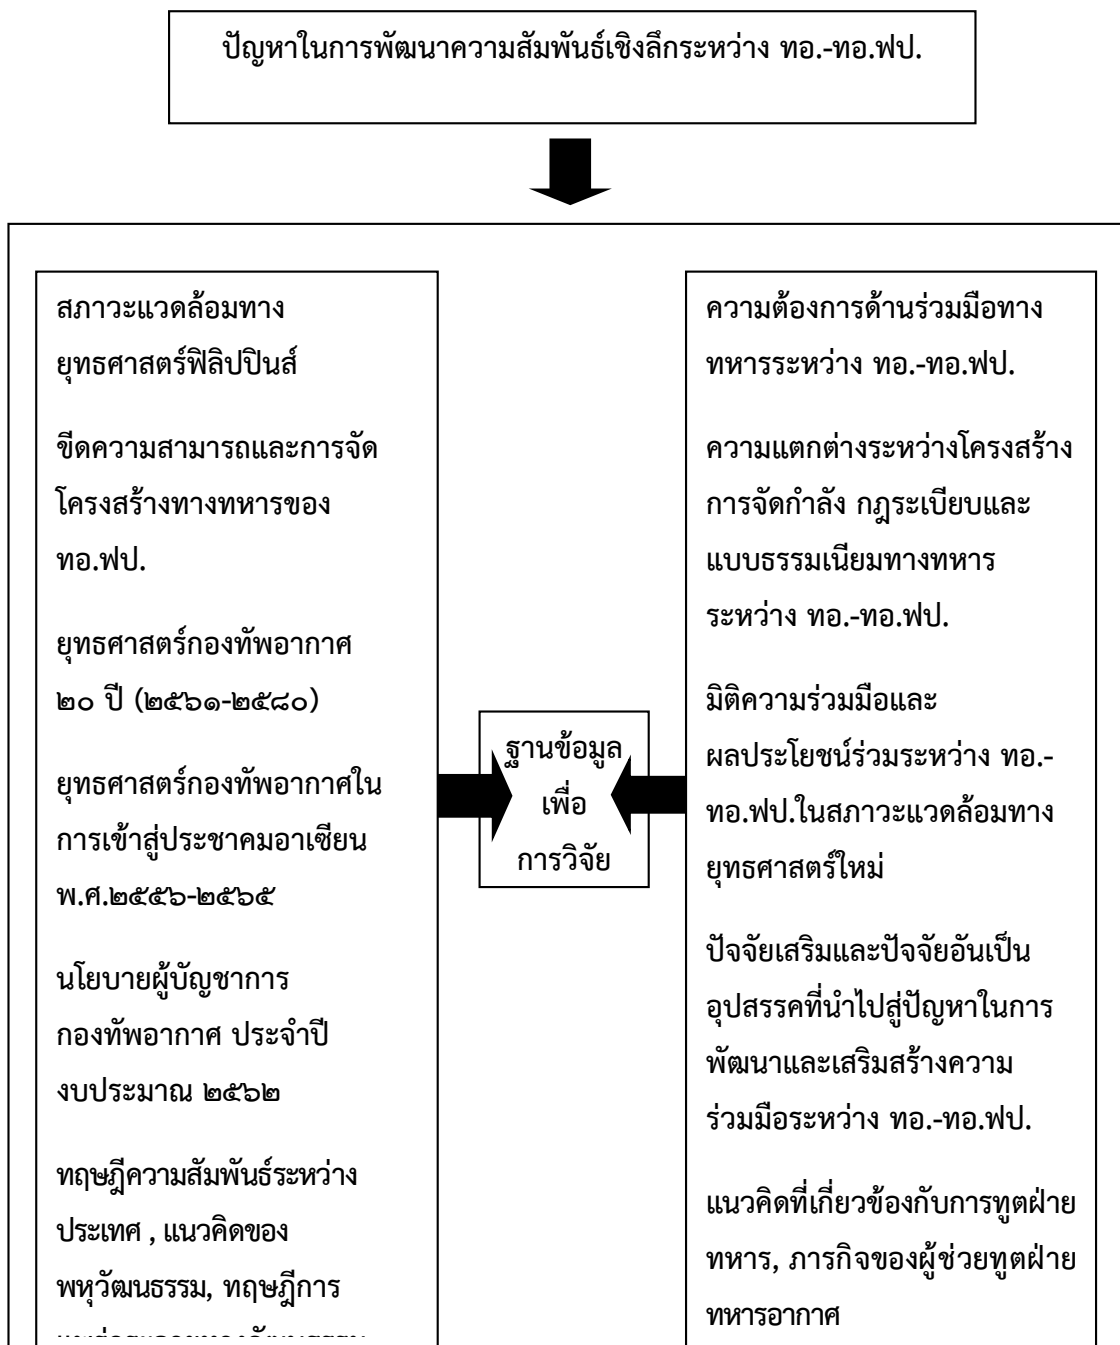 ปัญหาในการพัฒนาความสัมพันธ์เชิงลึกระหว่าง ทอ.-ทอ.ฟป.
สภาวะแวดล้อมทาง
ยุทธศาสตร์ฟิลิปปินส์
ขีดความสามารถและการจัด
โครงสร้างทางทหารของ
ทอ.ฟป.
ยุทธศาสตร์กองทัพอากาศ
๒๐ ปี (๒๕๖๑-๒๕๘๐)
ยุทธศาสตร์กองทัพอากาศใน
การเข้าสู่ประชาคมอาเซียน
พ.ศ.๒๕๕๖-๒๕๖๕
นโยบายผู้บัญชาการ
กองทัพอากาศ ประจำปี
งบประมาณ ๒๕๖๒
ทฤษฎีความสัมพันธ์ระหว่าง
ประเทศ , แนวคิดของ
พหุวัฒนธรรม, ทฤษฎีการ
ฐานข้อมูล
เพื่อ
การวิจัย
ความต้องการด้านร่วมมือทาง
ทหารระหว่าง ทอ.-ทอ.ฟป.
ความแตกต่างระหว่างโครงสร้าง
การจัดกำลัง กฎระเบียบและ
แบบธรรมเนียมทางทหาร
ระหว่าง ทอ.-ทอ.ฟป.
มิติความร่วมมือและ
ผลประโยชน์ร่วมระหว่าง ทอ.-
ทอ.ฟป.ในสภาวะแวดล้อมทาง
ยุทธศาสตร์ใหม่
ปัจจัยเสริมและปัจจัยอันเป็น
อุปสรรคที่นำไปสู่ปัญหาในการ
พัฒนาและเสริมสร้างความ
ร่วมมือระหว่าง ทอ.-ทอ.ฟป.
แนวคิดที่เกี่ยวข้องกับการทูตฝ่าย
ทหาร, ภารกิจของผู้ช่วยทูตฝ่าย
ทหารอากาศ